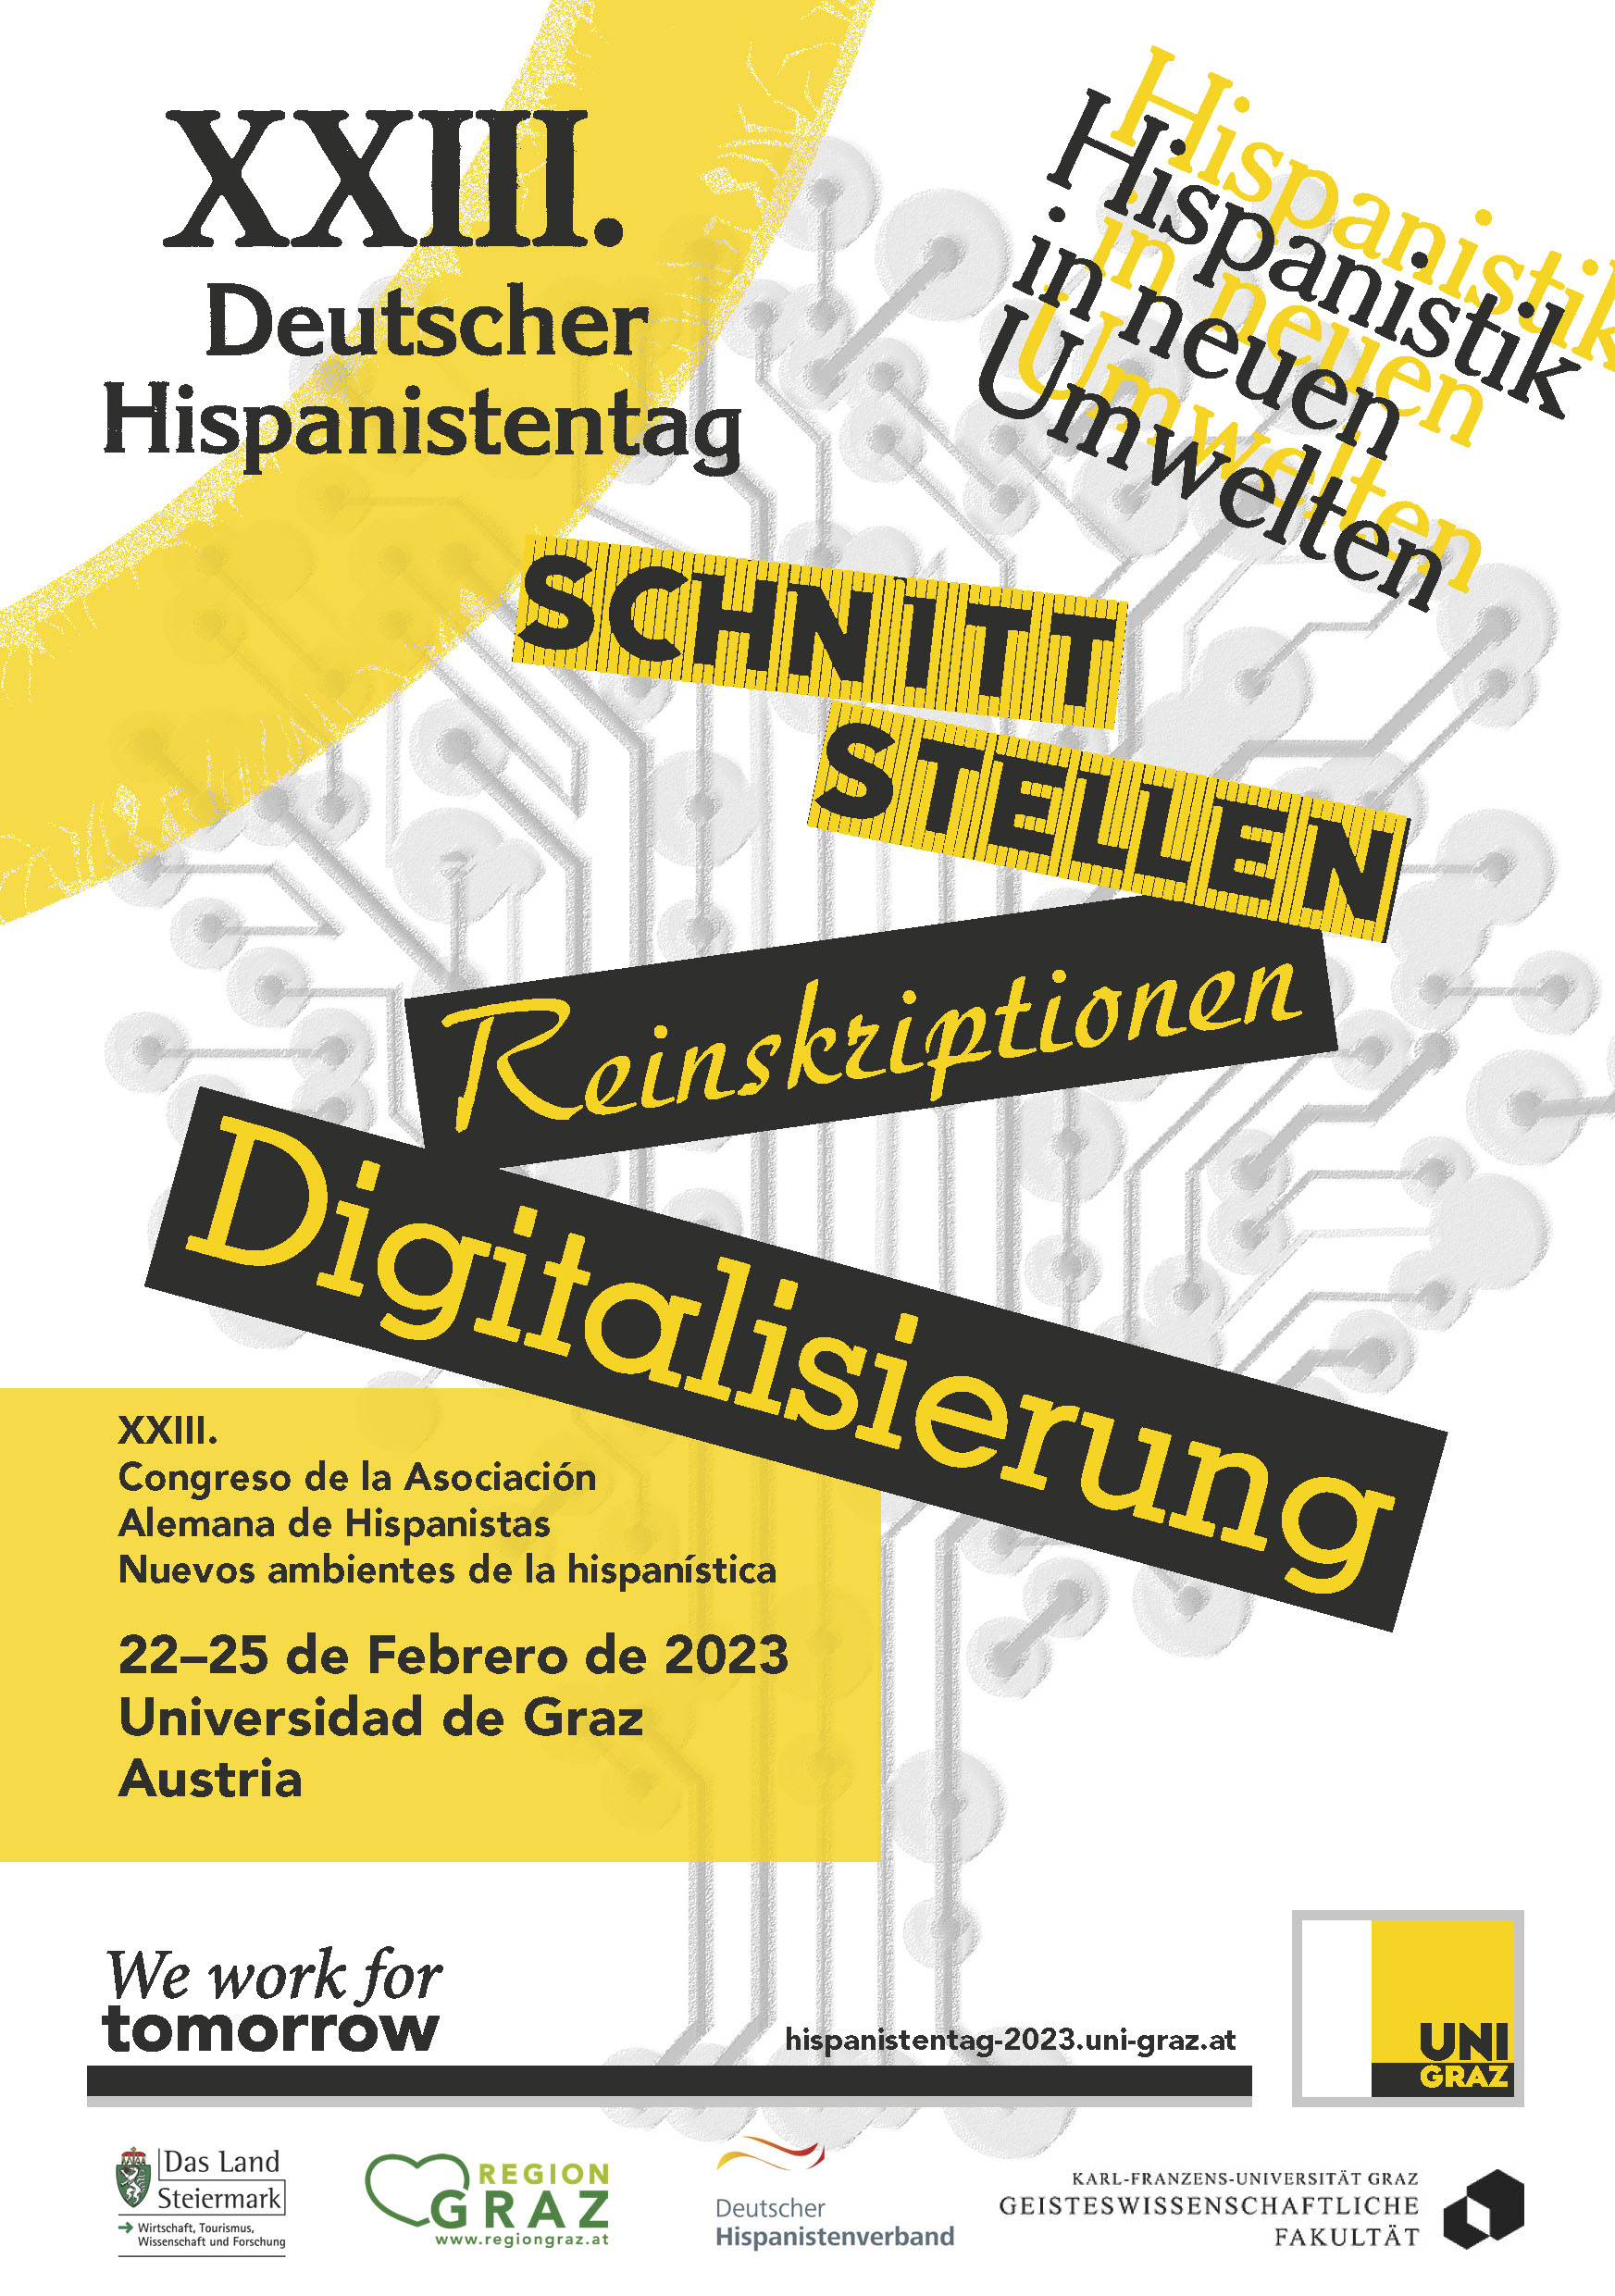 XXIII.
Deutscher
Hispanistentag
Hispanistik
in neuen
Umwelten
Hispanistik
in neuen
Umwelten
SCHNITT
STELLEN
Reinskriptionen
Digitalisierung
XXIII.
Congreso de la Asociación
Alemana de Hispanistas
Nuevos ambientes de la hispanística
22–25 de Febrero de 2023
Universidad de Graz
Austria
We work for
tomorrow
hispanistentag-2023.uni-graz.at
UNI
GRAZ
Das Land
Steiermark
→ Wirtschaft, Tourismus,
Wissenschaft und Forschung
REGION
GRAZ
www.regiongraz.at
Deutscher
Hispanistenverband
KARL-FRANZENS-UNIVERSITÄT GRAZ
GEISTESWISSENSCHAFTLICHE
FAKULTÄT